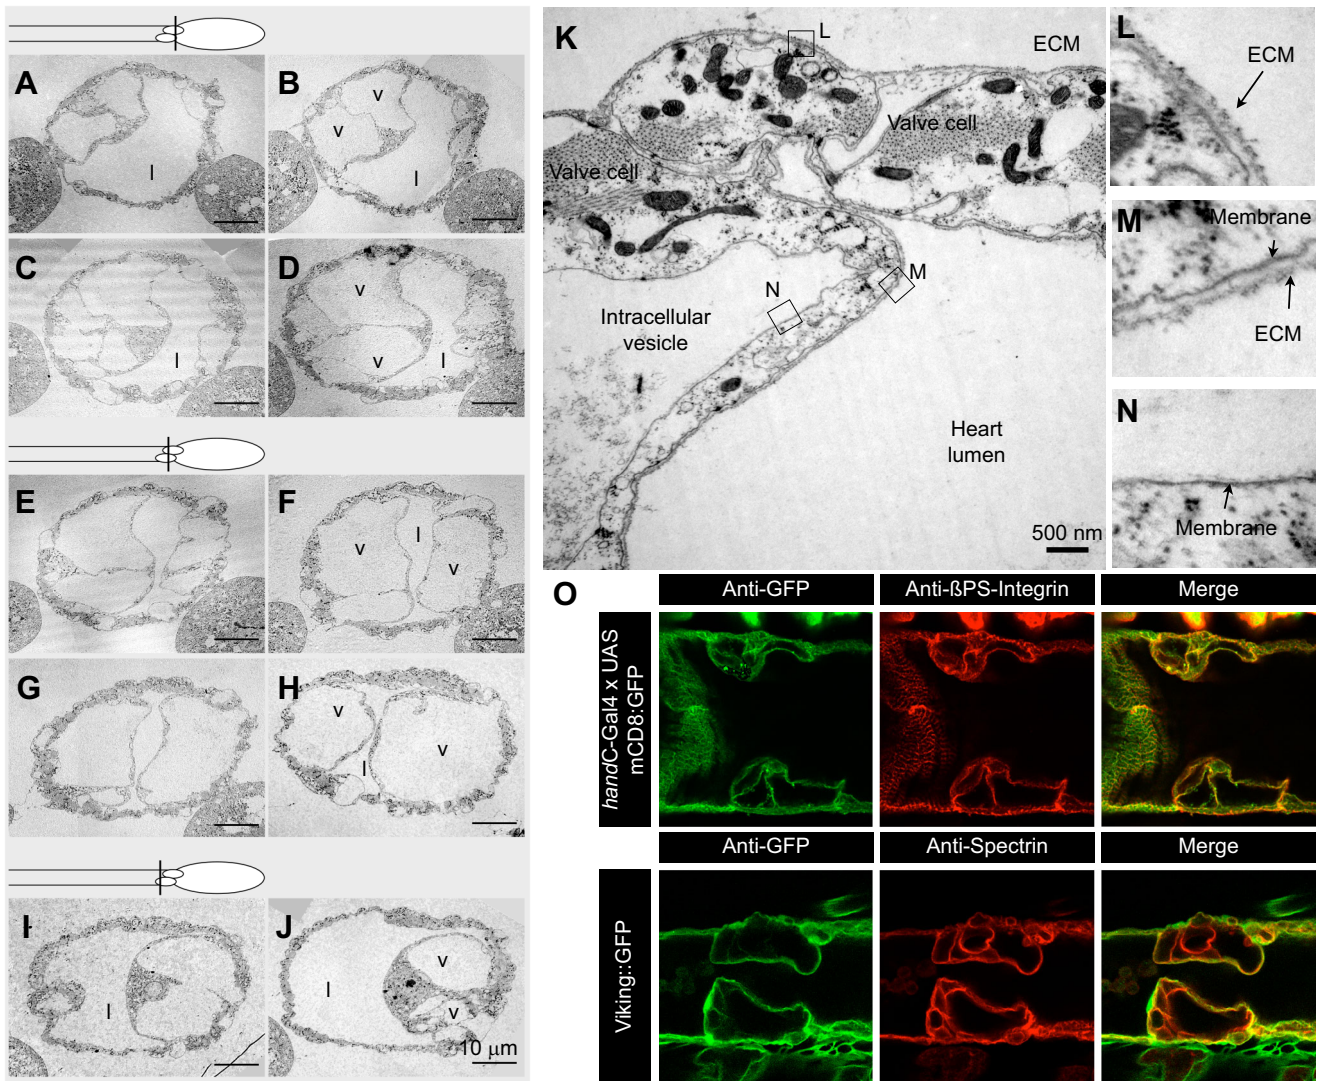 A
l
B
v
v
l
C
l
D
v
v
l
E
F
v
l
v
G
H
v
v
l
I
l
J
v
l
v
10 μm
K
L
ECM
Valve cell
Valve cell
M
N
Intracellular
vesicle
Heart
lumen
500 nm
L
ECM
M
Membrane
ECM
N
Membrane
O
Anti-GFP
Anti-ßPS-Integrin
Merge
handC-Gal4 x UAS
mCD8:GFP
Anti-GFP
Anti-Spectrin
Merge
Viking::GFP